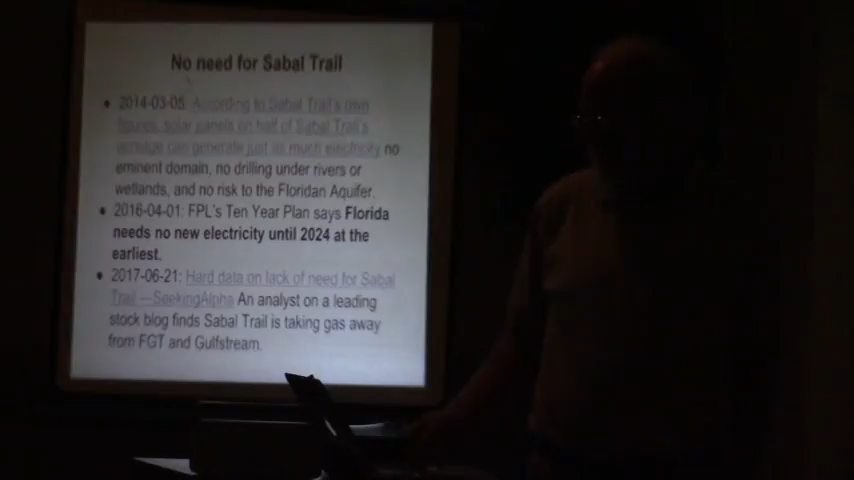 No need for Sabal Trail
• 2014-03-05: According to Sabal Trail's own
figures, solar panels on half of Sabal Trail's
acreage can generate just as much electricity no
eminent domain, no drilling under rivers or
wetlands, and no risk to the Floridan Aquifer.
• 2016-04-01: FPL's Ten Year Plan says Florida
needs no new electricity until 2024 at the
earliest.
• 2017-06-21: Hard data on lack of need for Sabal
Trail —SeekingAlpha An analyst on a leading
stock blog finds Sabal Trail is taking gas away
from FGT and Gulfstream.